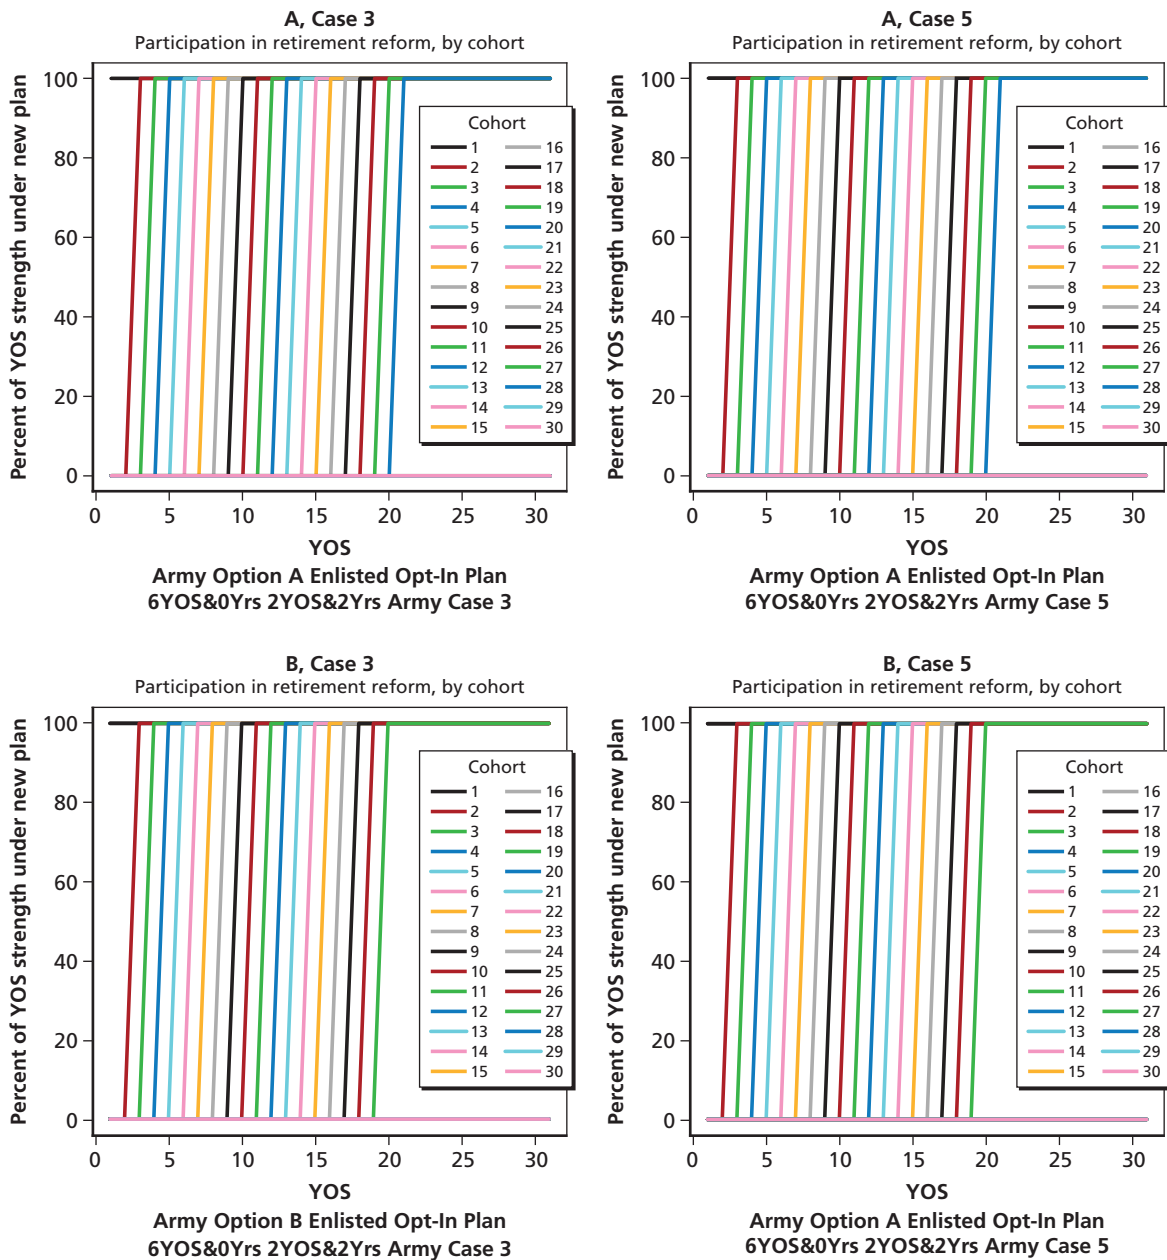 A, Case 3
Participation in retirement reform, by cohort
Percent of YOS strength under new plan
100
80
60
40
20
0
Cohort
1 16
2 17
3 18
4 19
5 20
6 21
7 22
8 23
9 24
10 25
11 26
12 27
13 28
14 29
15 30
0 5 10 15 20 25 30
YOS
Army Option A Enlisted Opt-In Plan
6YOS&0Yrs 2YOS&2Yrs Army Case 3
A, Case 5
Participation in retirement reform, by cohort
Percent of YOS strength under new plan
100
80
60
40
20
0
Cohort
1 16
2 17
3 18
4 19
5 20
6 21
7 22
8 23
9 24
10 25
11 26
12 27
13 28
14 29
15 30
0 5 10 15 20 25 30
YOS
Army Option A Enlisted Opt-In Plan
6YOS&0Yrs 2YOS&2Yrs Army Case 5
B, Case 3
Participation in retirement reform, by cohort
Percent of YOS strength under new plan
100
80
60
40
20
0
Cohort
1 16
2 17
3 18
4 19
5 20
6 21
7 22
8 23
9 24
10 25
11 26
12 27
13 28
14 29
15 30
0 5 10 15 20 25 30
YOS
Army Option B Enlisted Opt-In Plan
6YOS&0Yrs 2YOS&2Yrs Army Case 3
B, Case 5
Participation in retirement reform, by cohort
Percent of YOS strength under new plan
100
80
60
40
20
0
Cohort
1 16
2 17
3 18
4 19
5 20
6 21
7 22
8 23
9 24
10 25
11 26
12 27
13 28
14 29
15 30
0 5 10 15 20 25 30
YOS
Army Option A Enlisted Opt-In Plan
6YOS&0Yrs 2YOS&2Yrs Army Case 5